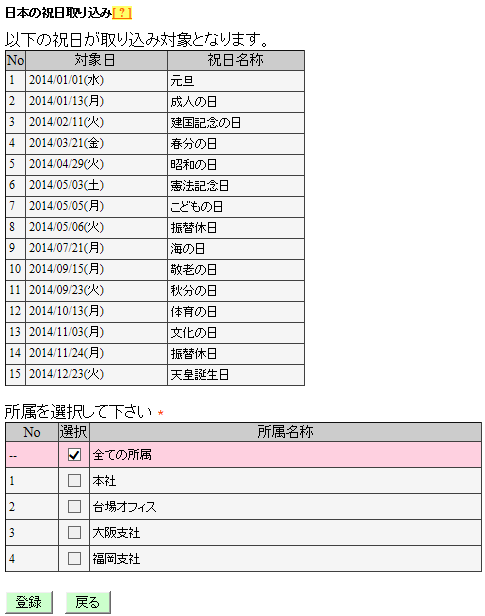 日本の祝日取り込み[？]
以下の祝日が取り込み対象となります。
No 対象日 祝日名称
1 2014/01/01(水) 元旦
2 2014/01/13(月) 成人の日
3 2014/02/11(火) 建国記念の日
4 2014/03/21(金) 春分の日
5 2014/04/29(火) 昭和の日
6 2014/05/03(土) 憲法記念日
7 2014/05/05(月) こどもの日
8 2014/05/06(火) 振替休日
9 2014/07/21(月) 海の日
10 2014/09/15(月) 敬老の日
11 2014/09/23(火) 秋分の日
12 2014/10/13(月) 体育の日
13 2014/11/03(月) 文化の日
14 2014/11/24(月) 振替休日
15 2014/12/23(火) 天皇誕生日
所属を選択して下さい *
No 選択 所属名称
-- 全ての所属
1 本社
2 台場オフィス
3 大阪支社
4 福岡支社
登録 戻る